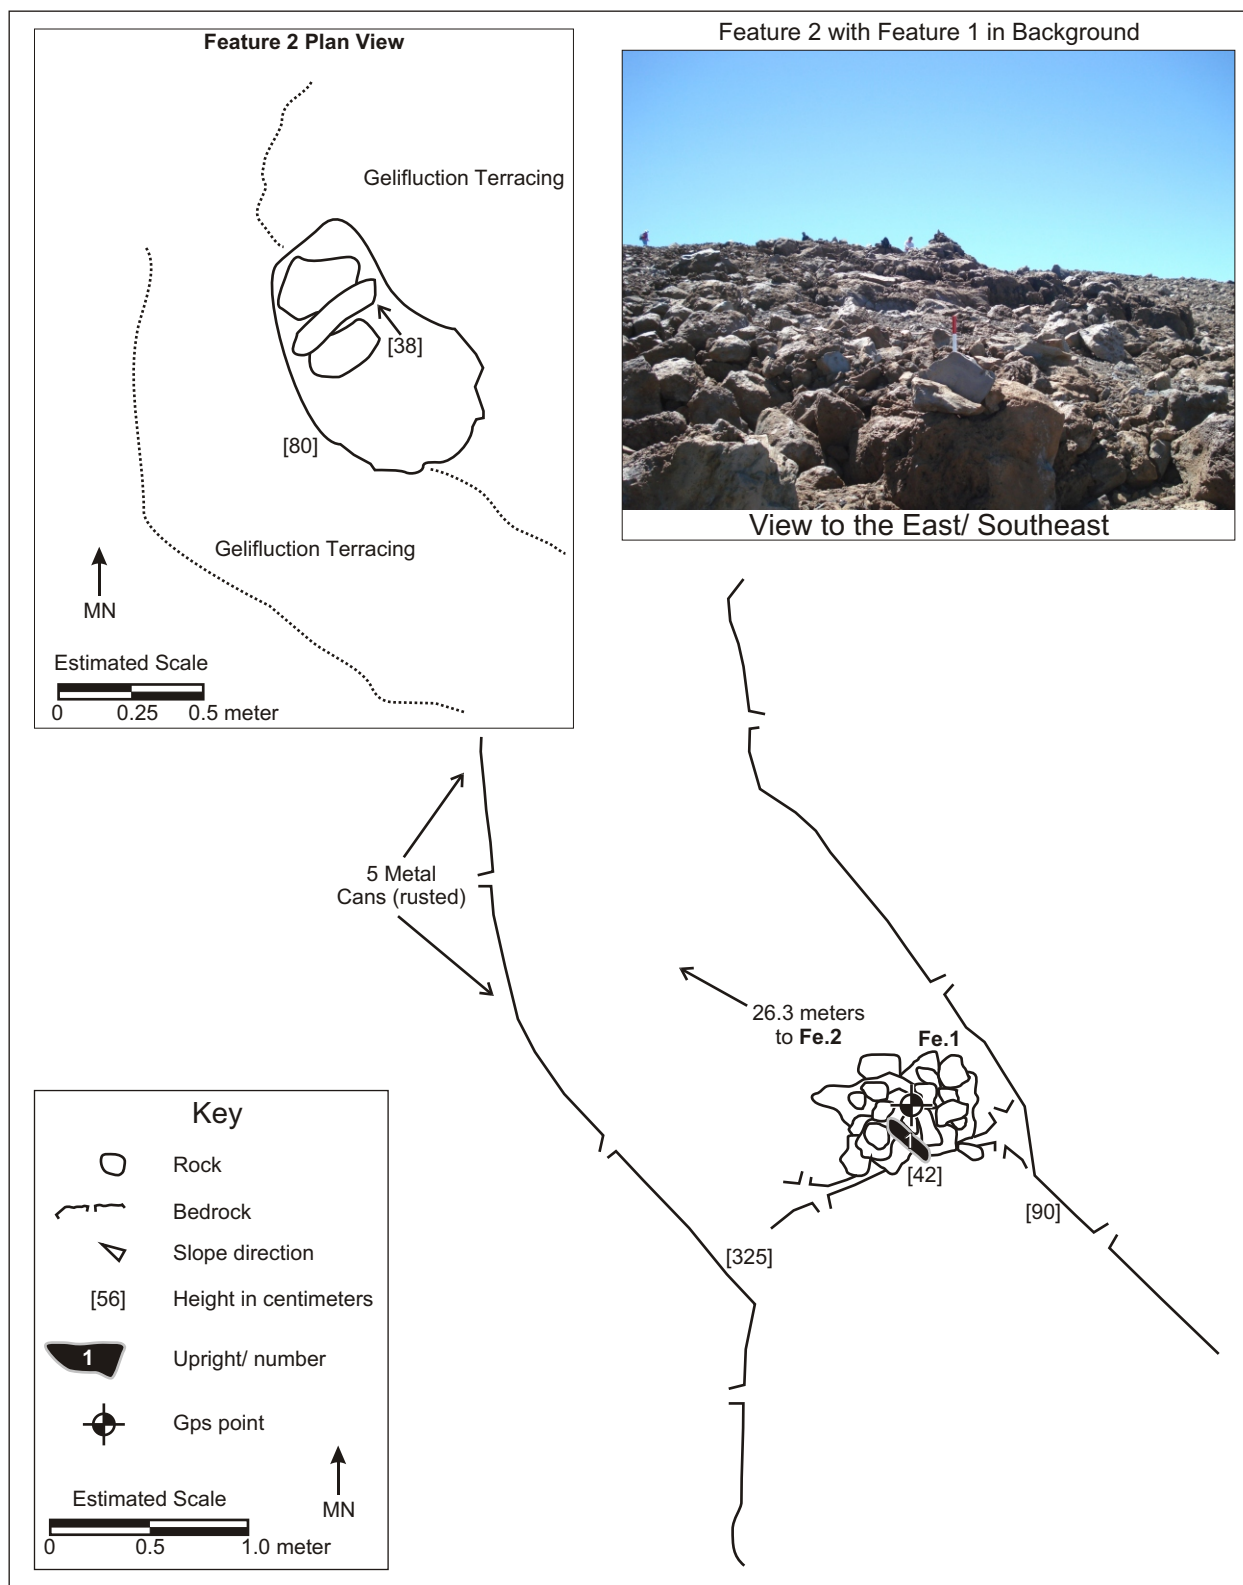 Feature 2 Plan View
Gelifluction Terracing
[38]
[80]
Gelifluction Terracing
MN
Estimated Scale
0 0.25 0.5 meter
Feature 2 with Feature 1 in Background
View to the East/ Southeast
5 Metal
Cans (rusted)
26.3 meters
to Fe.2
Fe.1
1
[42]
[90]
[325]
Key
Rock
Bedrock
Slope direction
[56] Height in centimeters
1 Upright/ number
Gps point
MN
Estimated Scale
0 0.5 1.0 meter